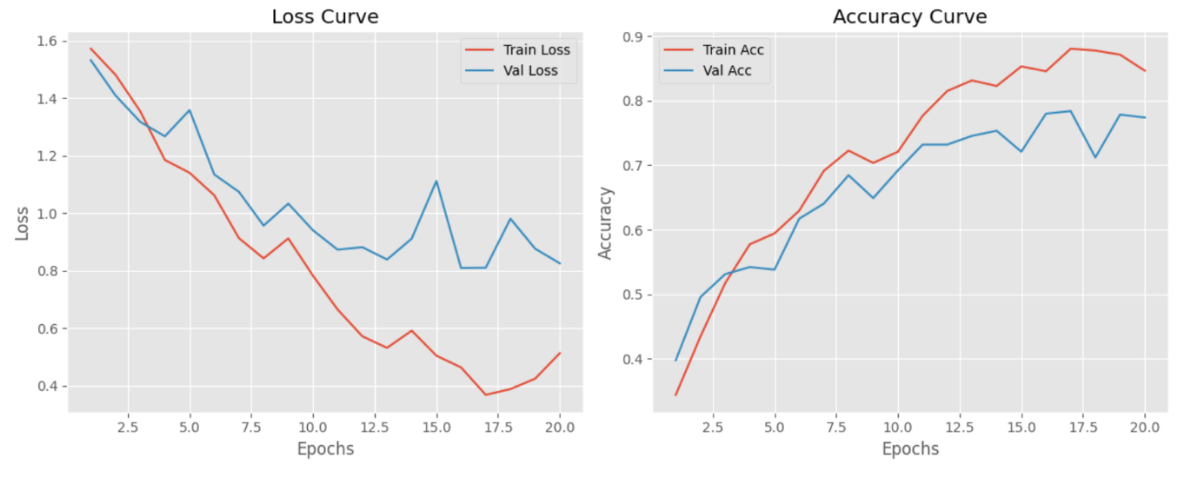 Loss Curve
1.6
1.4
1.2
1.0
0.8
0.6
0.4
Loss
Train Loss
Val Loss
2.5 5.0 7.5 10.0 12.5 15.0 17.5 20.0
Epochs
Accuracy Curve
0.9
0.8
0.7
0.6
0.5
0.4
Accuracy
Train Acc
Val Acc
2.5 5.0 7.5 10.0 12.5 15.0 17.5 20.0
Epochs